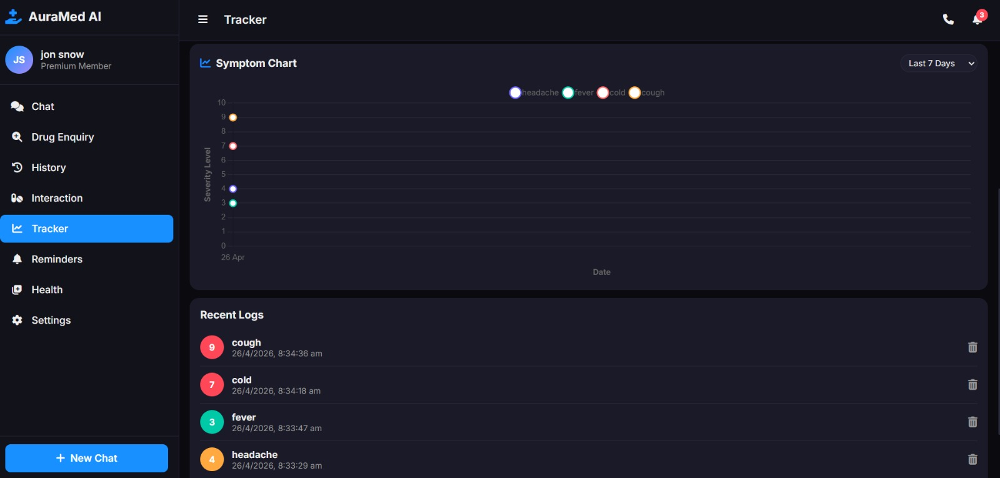 AuraMed AI
JS
jon snow
Premium Member
Chat
Drug Enquiry
History
Interaction
Tracker
Reminders
Health
Settings
+ New Chat
Tracker
3
Symptom Chart
Last 7 Days
headache fever cold cough
10
9
8
7
6
5
4
3
2
1
0
Severity Level
26 Apr
Date
Recent Logs
9
cough
26/4/2026, 8:34:36 am
7
cold
26/4/2026, 8:34:18 am
3
fever
26/4/2026, 8:33:47 am
4
headache
26/4/2026, 8:33:29 am